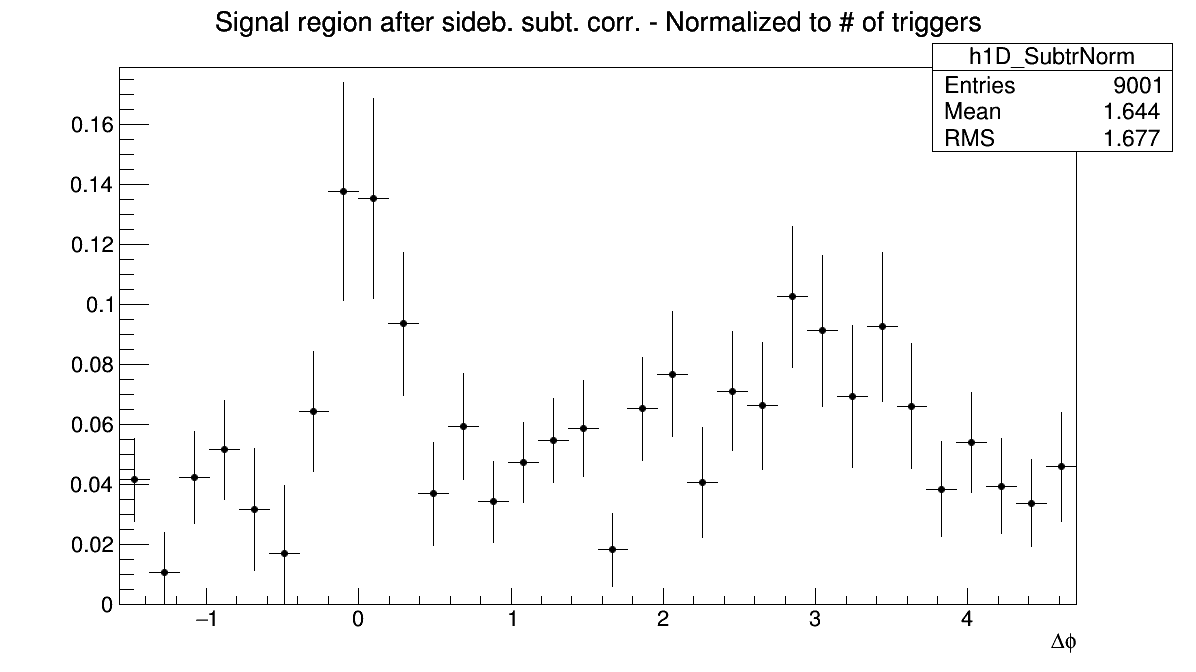 Signal region after sideb. subt. corr. - Normalized to # of triggers
h1D_SubtrNorm
Entries 9001
Mean 1.644
RMS 1.677
0.16
0.14
0.12
0.1
0.08
0.06
0.04
0.02
0
−1 0 1 2 3 4
Δϕ